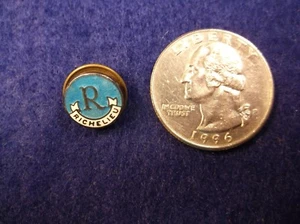 R
RICHELIEU
LIBERTY
IN GOD WE
TRUST
1996